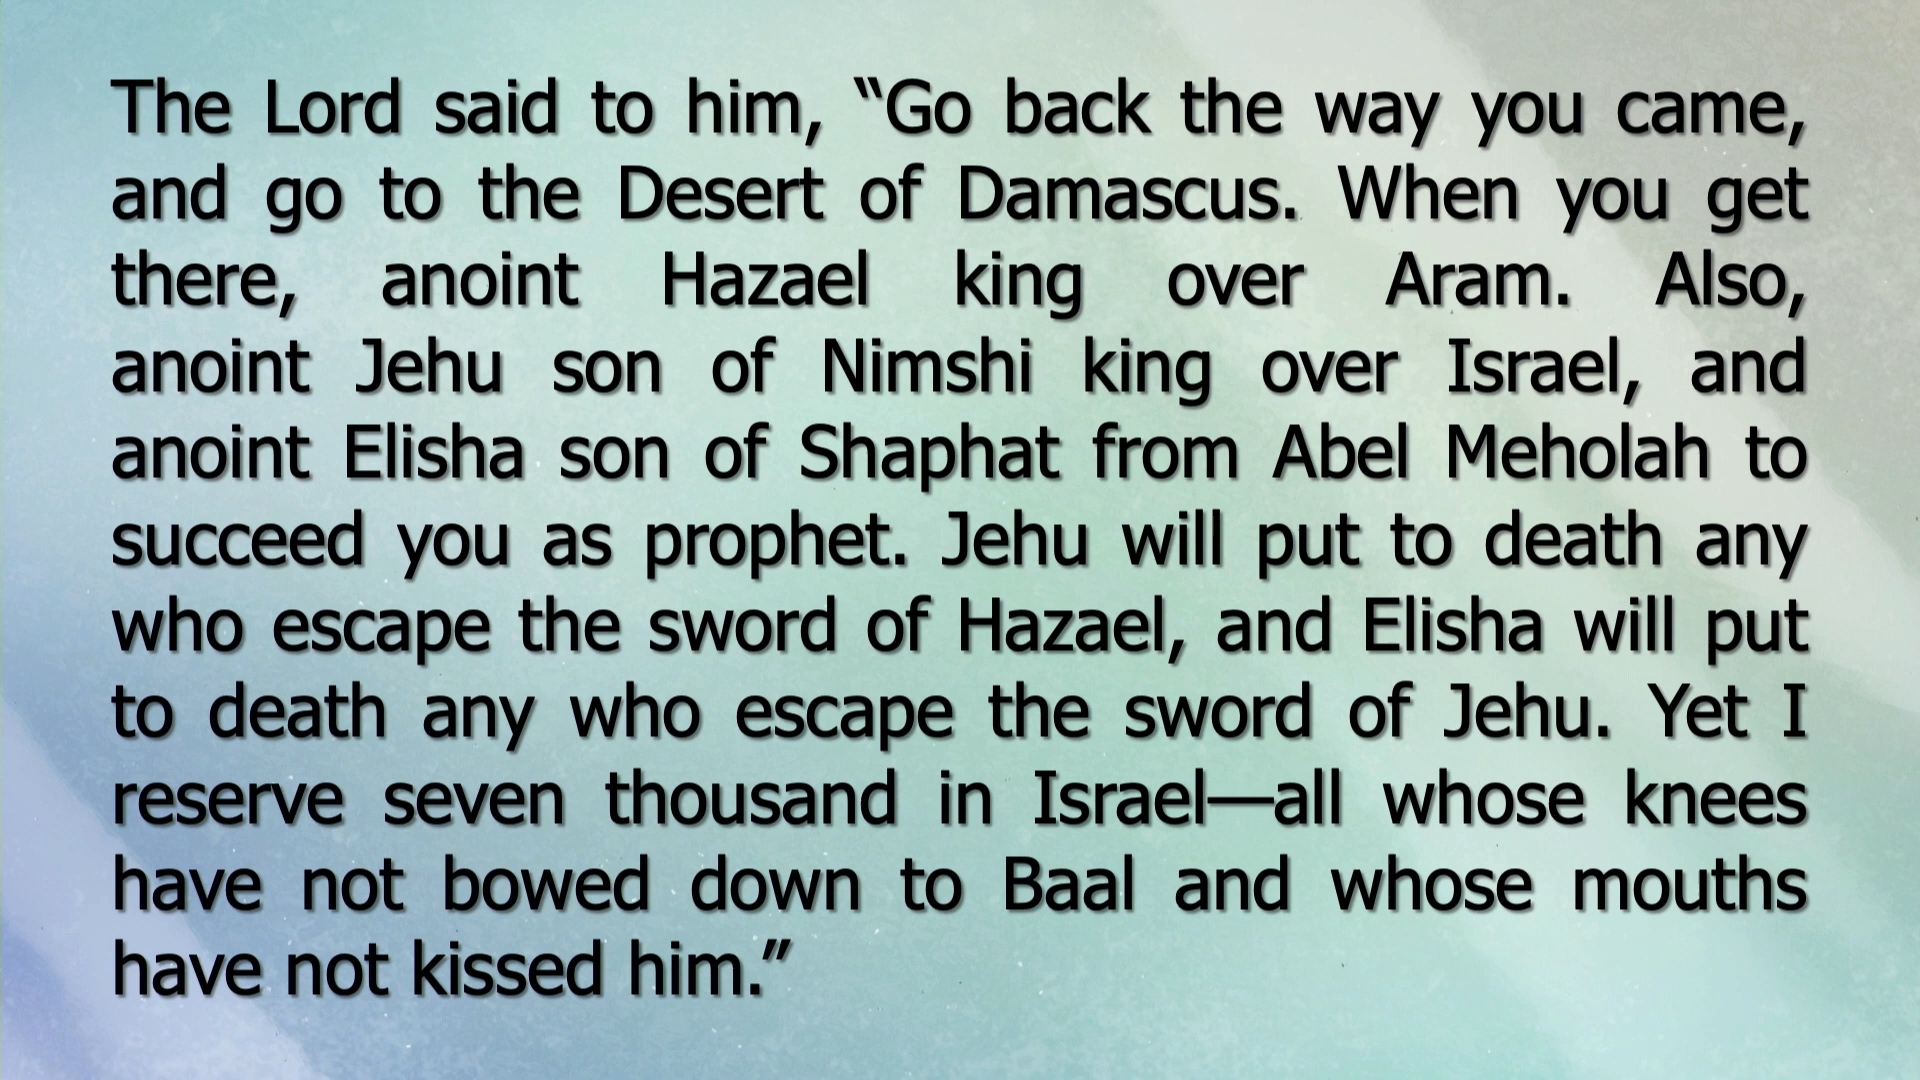 The Lord said to him, “Go back the way you came,
and go to the Desert of Damascus. When you get
there, anoint Hazael king over Aram. Also,
anoint Jehu son of Nimshi king over Israel, and
anoint Elisha son of Shaphat from Abel Meholah to
succeed you as prophet. Jehu will put to death any
who escape the sword of Hazael, and Elisha will put
to death any who escape the sword of Jehu. Yet I
reserve seven thousand in Israel—all whose knees
have not bowed down to Baal and whose mouths
have not kissed him.”